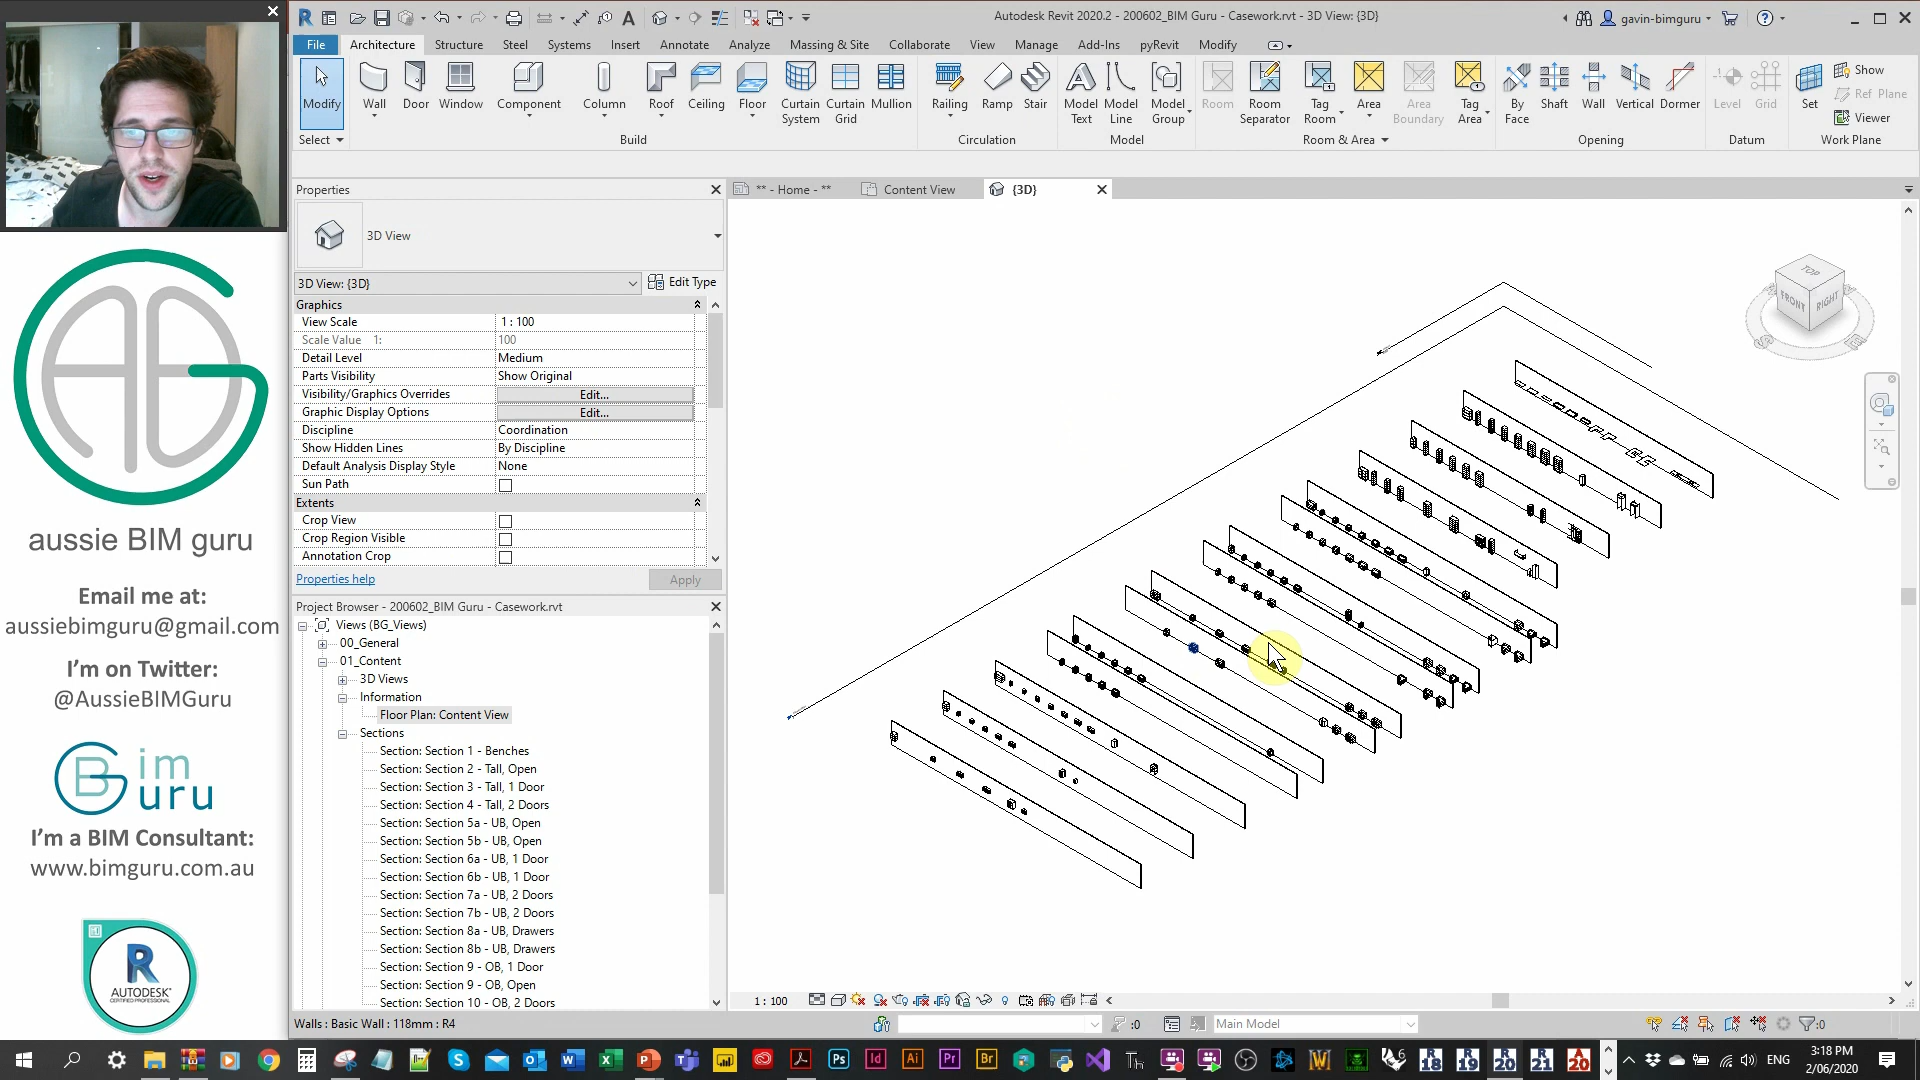 Autodesk Revit 2020.2 - 200602_BIM Guru - Casework.rvt - 3D View: {3D}
gavin-bimguru
File
Architecture
Structure
Steel
Systems
Insert
Annotate
Analyze
Massing & Site
Collaborate
View
Manage
Add-Ins
pyRevit
Modify
Modify
Wall
Door
Window
Component
Column
Roof
Ceiling
Floor
Curtain System
Curtain Grid
Mullion
Railing
Ramp
Stair
Model Text
Model Line
Model Group
Room
Room Separator
Tag Room
Area
Area Boundary
Tag Area
By Face
Shaft
Wall
Vertical
Dormer
Level
Grid
Set
Show
Ref Plane
Viewer
Select
Build
Circulation
Model
Room & Area
Opening
Datum
Work Plane
Properties
** - Home - **
Content View
{3D}
3D View
3D View: {3D}
Edit Type
Graphics
View Scale 1 : 100
Scale Value 1: 100
Detail Level Medium
Parts Visibility Show Original
Visibility/Graphics Overrides Edit...
Graphic Display Options Edit...
Discipline Coordination
Show Hidden Lines By Discipline
Default Analysis Display Style None
Sun Path
Extents
Crop View
Crop Region Visible
Annotation Crop
Properties help
Apply
Project Browser - 200602_BIM Guru - Casework.rvt
Views (BG_Views)
00_General
01_Content
3D Views
Information
Floor Plan: Content View
Sections
Section: Section 1 - Benches
Section: Section 2 - Tall, Open
Section: Section 3 - Tall, 1 Door
Section: Section 4 - Tall, 2 Doors
Section: Section 5a - UB, Open
Section: Section 5b - UB, Open
Section: Section 6a - UB, 1 Door
Section: Section 6b - UB, 1 Door
Section: Section 7a - UB, 2 Doors
Section: Section 7b - UB, 2 Doors
Section: Section 8a - UB, Drawers
Section: Section 8b - UB, Drawers
Section: Section 9 - OB, 1 Door
Section: Section 9 - OB, Open
Section: Section 10 - OB, 2 Doors
TOP
FRONT
RIGHT
S
E
aussie BIM guru
Email me at:
aussiebimguru@gmail.com
I'm on Twitter:
@AussieBIMGuru
BG
im
uru
I'm a BIM Consultant:
www.bimguru.com.au
R
AUTODESK
CERTIFIED PROFESSIONAL
1 : 100
Walls : Basic Wall : 118mm : R4
:0
Main Model
:0
ENG
3:18 PM
2/06/2020